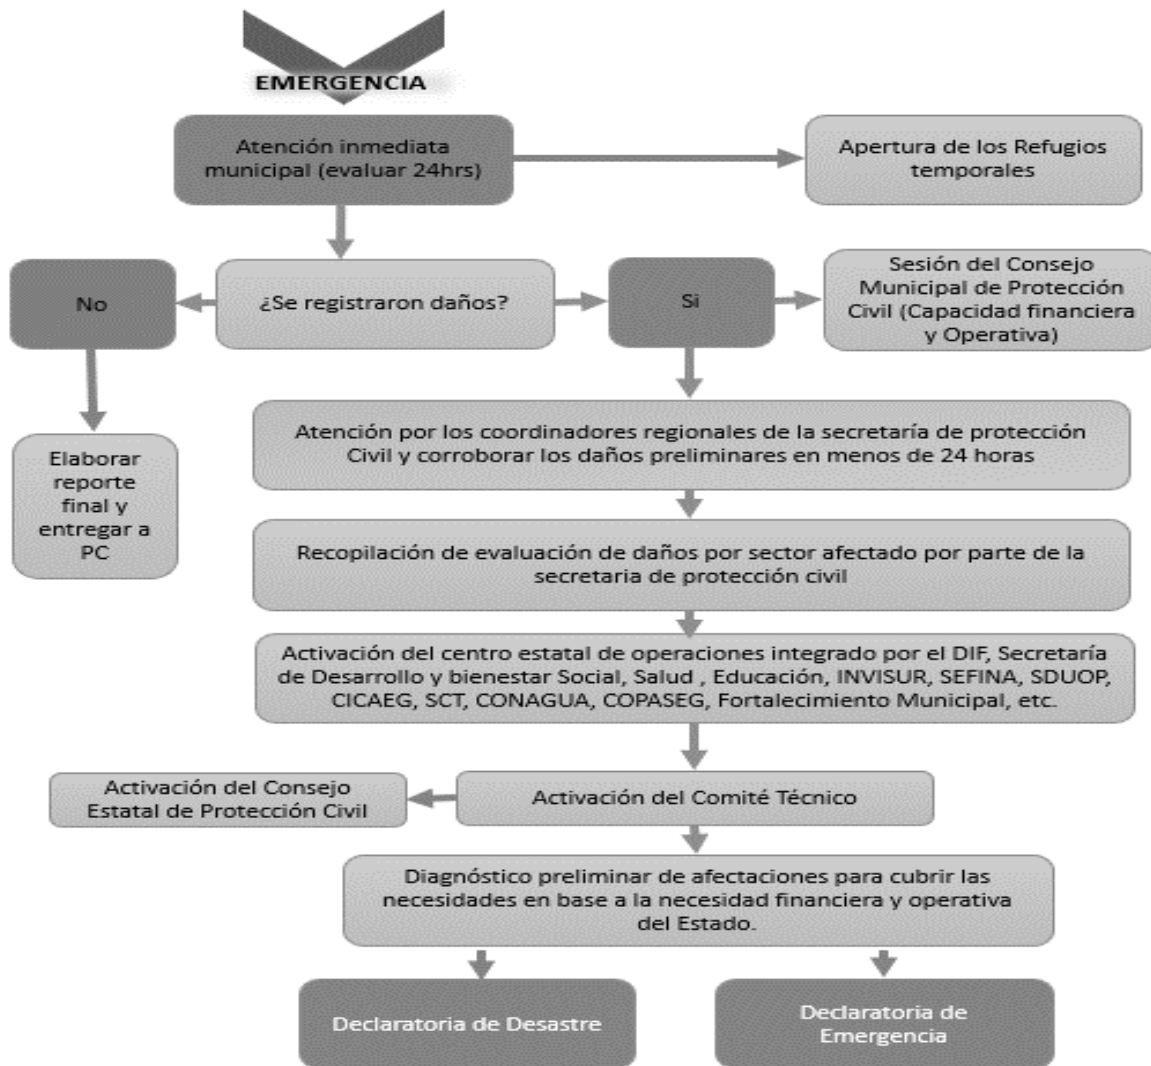 EMERGENCIA
Atención inmediata
municipal (evaluar 24hrs)
Apertura de los Refugios
temporales
No
¿Se registraron daños?
Si
Sesión del Consejo
Municipal de Protección
Civil (Capacidad financiera
y Operativa)
Elaborar
reporte
final y
entregar a
PC
Atención por los coordinadores regionales de la secretaría de protección
Civil y corroborar los daños preliminares en menos de 24 horas
Recopilación de evaluación de daños por sector afectado por parte de la
secretaria de protección civil
Activación del centro estatal de operaciones integrado por el DIF, Secretaría
de Desarrollo y bienestar Social, Salud , Educación, INVISUR, SEFINA, SDUOP,
CICAEG, SCT, CONAGUA, COPASEG, Fortalecimiento Municipal, etc.
Activación del Consejo
Estatal de Protección Civil
Activación del Comité Técnico
Diagnóstico preliminar de afectaciones para cubrir las
necesidades en base a la necesidad financiera y operativa
del Estado.
Declaratoria de Desastre
Declaratoria de
Emergencia